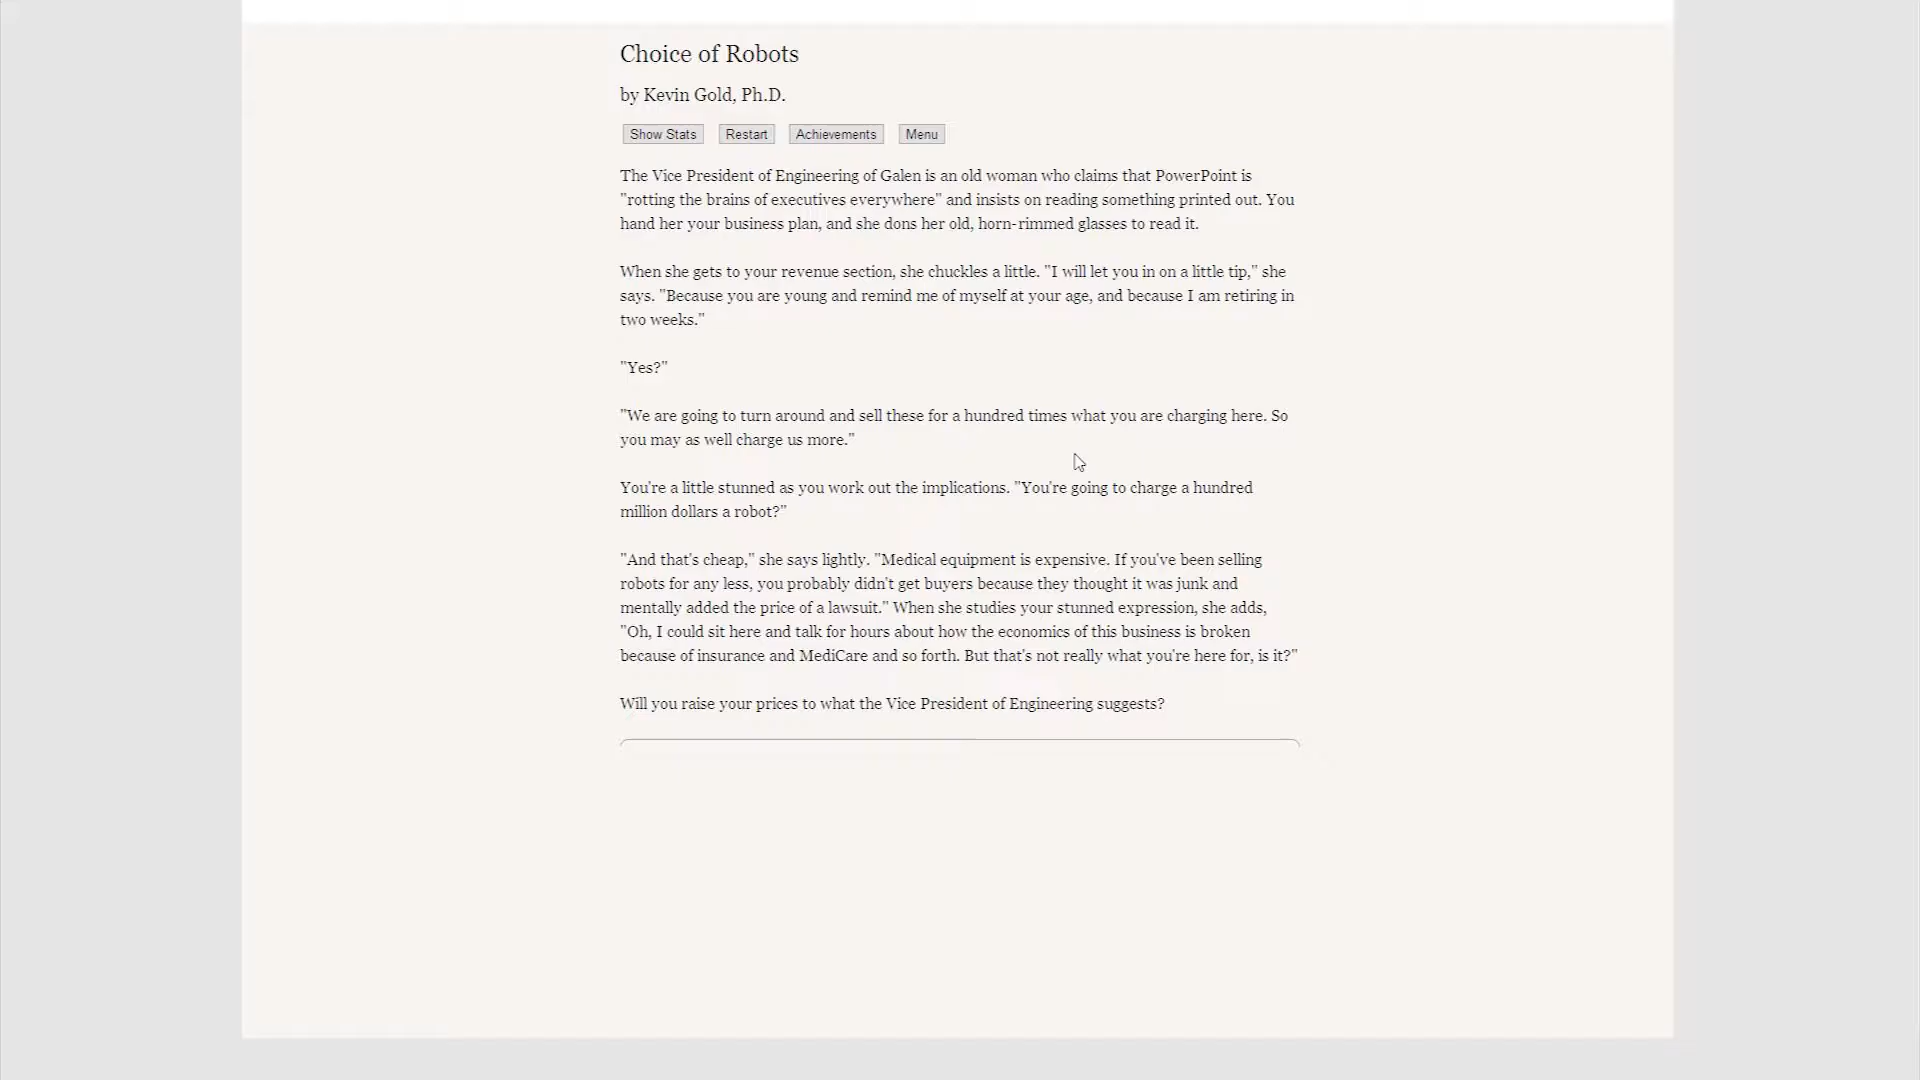 Choice of Robots
by Kevin Gold, Ph.D.
Show Stats Restart Achievements Menu
The Vice President of Engineering of Galen is an old woman who claims that PowerPoint is
"rotting the brains of executives everywhere" and insists on reading something printed out. You
hand her your business plan, and she dons her old, horn-rimmed glasses to read it.
When she gets to your revenue section, she chuckles a little. "I will let you in on a little tip," she
says. "Because you are young and remind me of myself at your age, and because I am retiring in
two weeks."
"Yes?"
"We are going to turn around and sell these for a hundred times what you are charging here. So
you may as well charge us more."
You're a little stunned as you work out the implications. "You're going to charge a hundred
million dollars a robot?"
"And that's cheap," she says lightly. "Medical equipment is expensive. If you've been selling
robots for any less, you probably didn't get buyers because they thought it was junk and
mentally added the price of a lawsuit." When she studies your stunned expression, she adds,
"Oh, I could sit here and talk for hours about how the economics of this business is broken
because of insurance and MediCare and so forth. But that's not really what you're here for, is it?"
Will you raise your prices to what the Vice President of Engineering suggests?